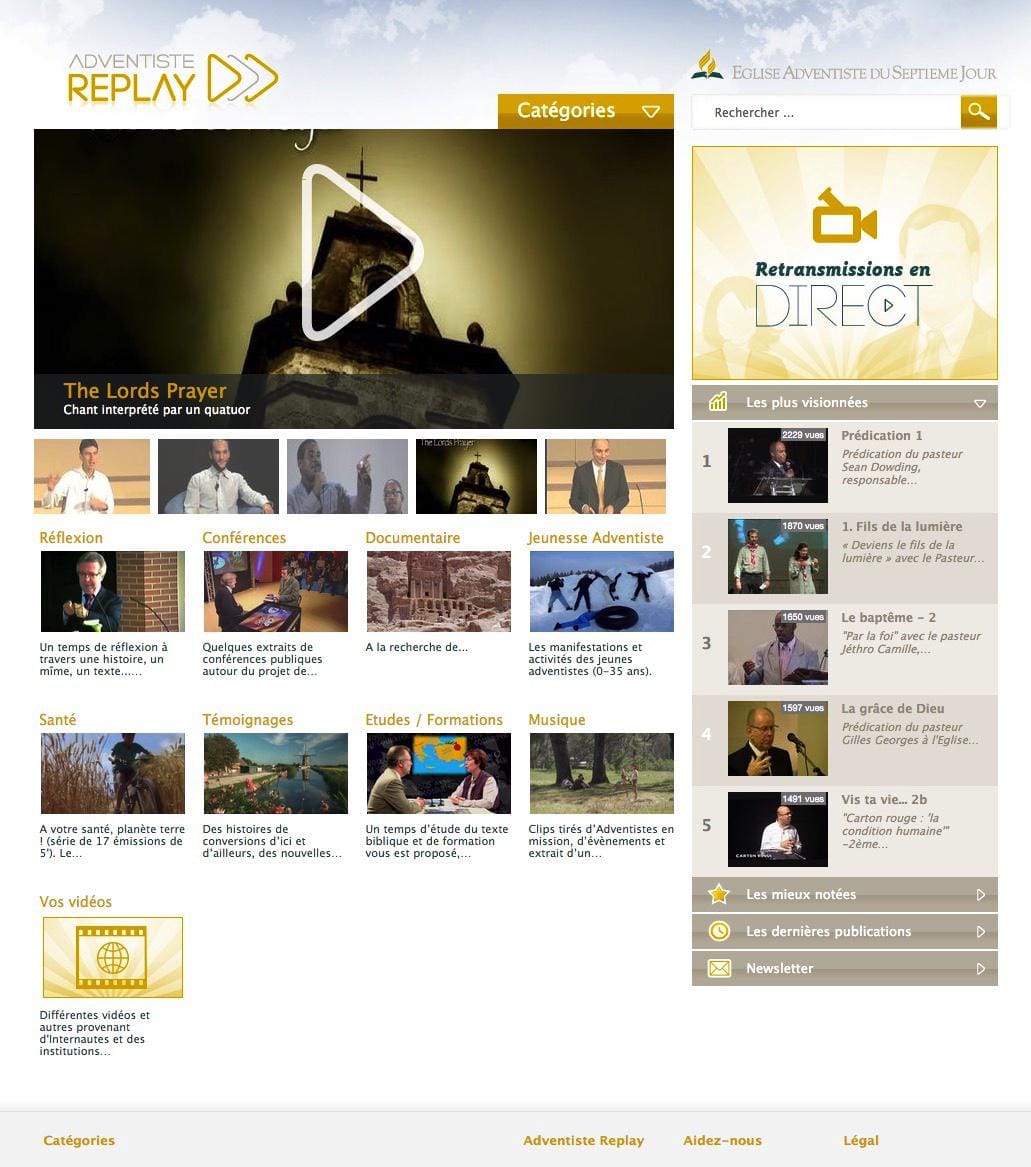 ADVENTISTE
REPLAY
EGLISE ADVENTISTE DU SEPTIEME JOUR
Catégories
Rechercher ...
The Lords Prayer
Chant interprété par un quatuor
The Lords Prayer
Réflexion
Un temps de réflexion à
travers une histoire, un
mîme, un texte...…
Conférences
Quelques extraits de
conférences publiques
autour du projet de…
Documentaire
A la recherche de...
Jeunesse Adventiste
Les manifestations et
activités des jeunes
adventistes (0-35 ans).
Santé
A votre santé, planète terre
! (série de 17 émissions de
5'). Le…
Témoignages
Des histoires de
conversions d'ici et
d'ailleurs, des nouvelles…
Etudes / Formations
Un temps d'étude du texte
biblique et de formation
vous est proposé,…
Musique
Clips tirés d'Adventistes en
mission, d'évènements et
extrait d'un…
Vos vidéos
Différentes vidéos et
autres provenant
d'Internautes et des
institutions…
Retransmissions en
DIRECT
Les plus visionnées
1
2229 vues
Prédication 1
Prédication du pasteur
Sean Dowding,
responsable…
2
1870 vues
1. Fils de la lumière
« Deviens le fils de la
lumière » avec le Pasteur…
3
1650 vues
Le baptême - 2
"Par la foi" avec le pasteur
Jéthro Camille,…
4
1597 vues
La grâce de Dieu
Prédication du pasteur
Gilles Georges à l'Eglise…
5
1491 vues
CARTON ROUGE
Vis ta vie... 2b
"Carton rouge : 'la
condition humaine'"
-2ème…
Les mieux notées
Les dernières publications
Newsletter
Catégories
Adventiste Replay
Aidez-nous
Légal